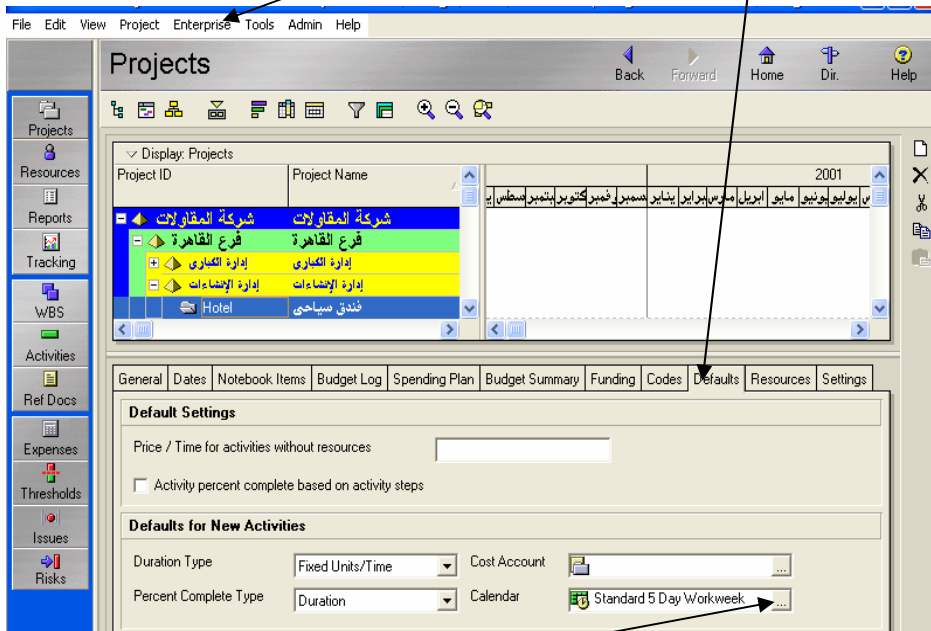 File Edit View Project Enterprise Tools Admin Help
Projects
Back Forward Home Dir. Help
Projects
Resources
Reports
Tracking
WBS
Activities
Ref Docs
Expenses
Thresholds
Issues
Risks
Display: Projects
Project ID Project Name
2001
أكتوبر نوفمبر ديسمبر يناير فبراير مارس ابريل مايو يونيو يوليو
شركة المقاولات شركة المقاولات
فرع القاهرة فرع القاهرة
إدارة الكبارى إدارة الكبارى
إدارة الإنشاءات إدارة الإنشاءات
Hotel فندق سياحى
General Dates Notebook Items Budget Log Spending Plan Budget Summary Funding Codes Defaults Resources Settings
Default Settings
Price / Time for activities without resources
Activity percent complete based on activity steps
Defaults for New Activities
Duration Type Fixed Units/Time Cost Account ...
Percent Complete Type Duration Calendar Standard 5 Day Workweek ...